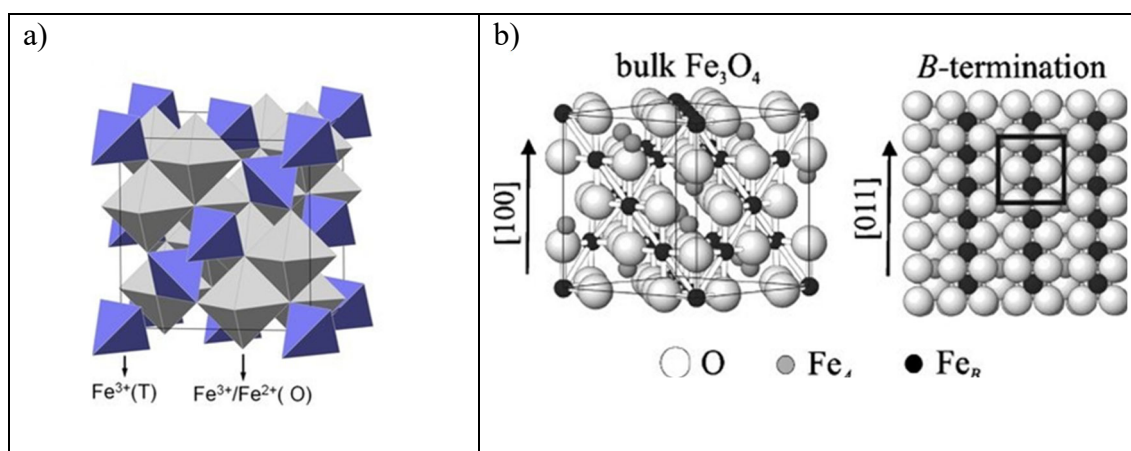 a)
Fe³⁺(T)
Fe³⁺/Fe²⁺( O)
b)
bulk Fe₃O₄
B-termination
[100]
[011]
O
Fe
Fe